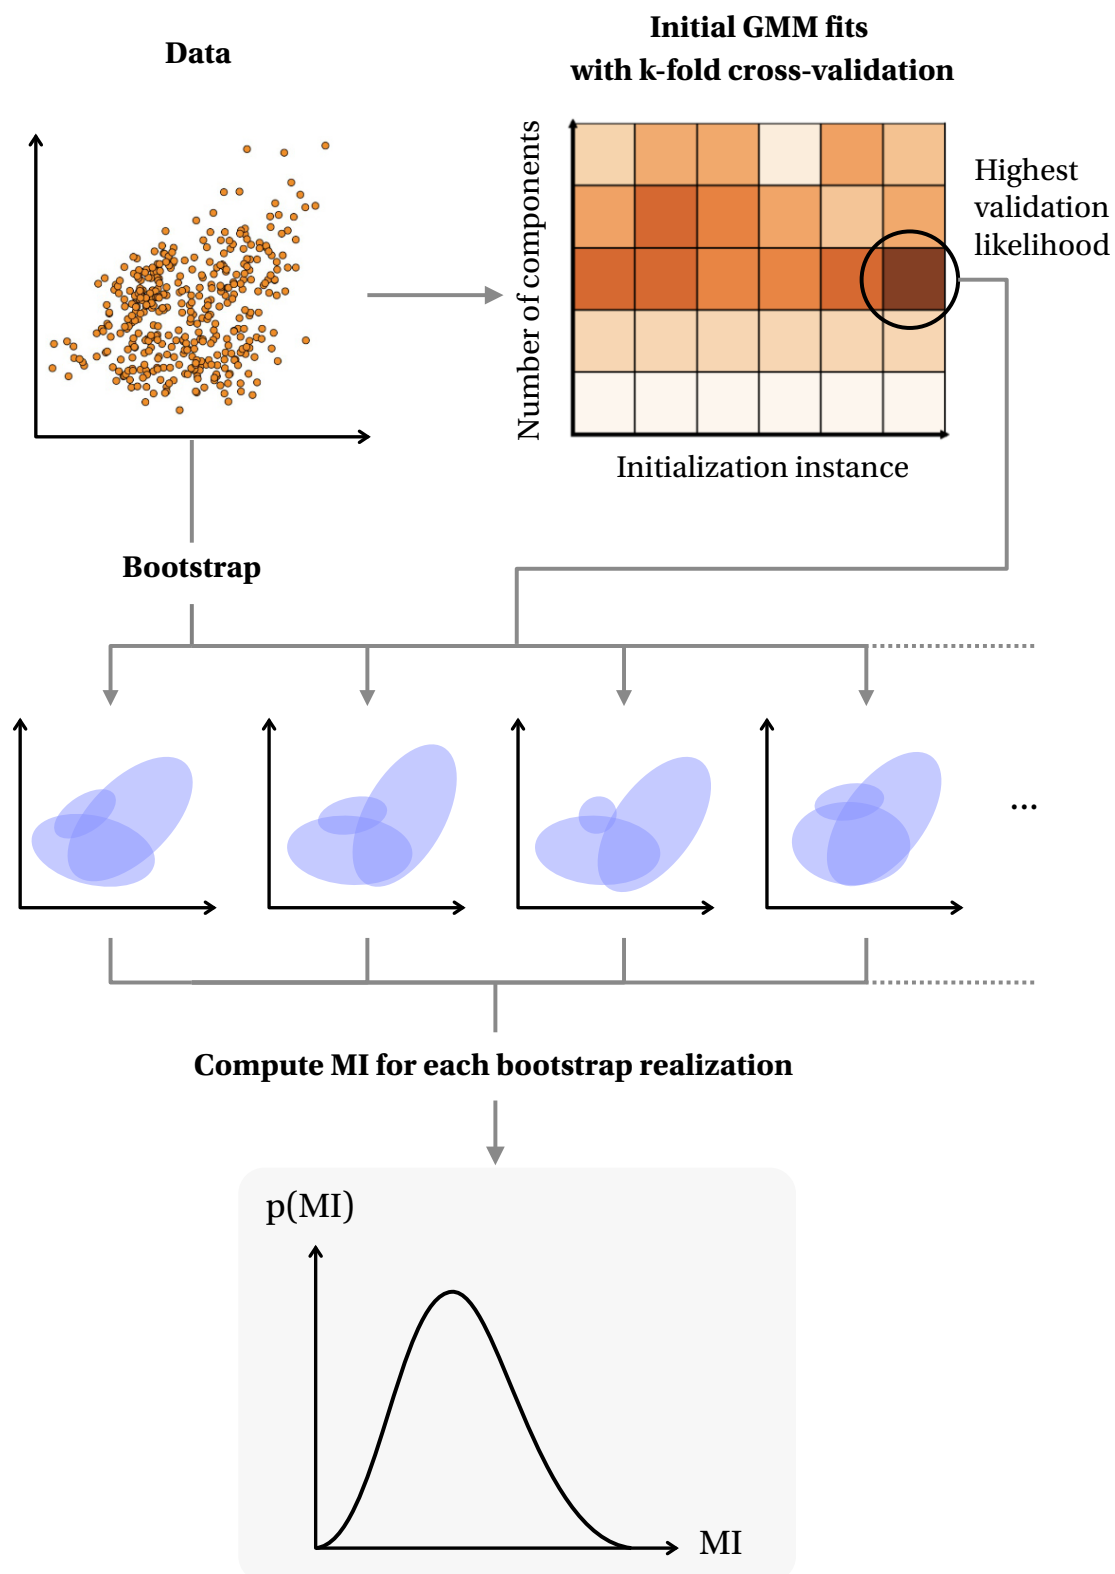 Data
Initial GMM fits
with k-fold cross-validation
Number of components
Highest
validation
likelihood
Initialization instance
Bootstrap
...
Compute MI for each bootstrap realization
p(MI)
MI